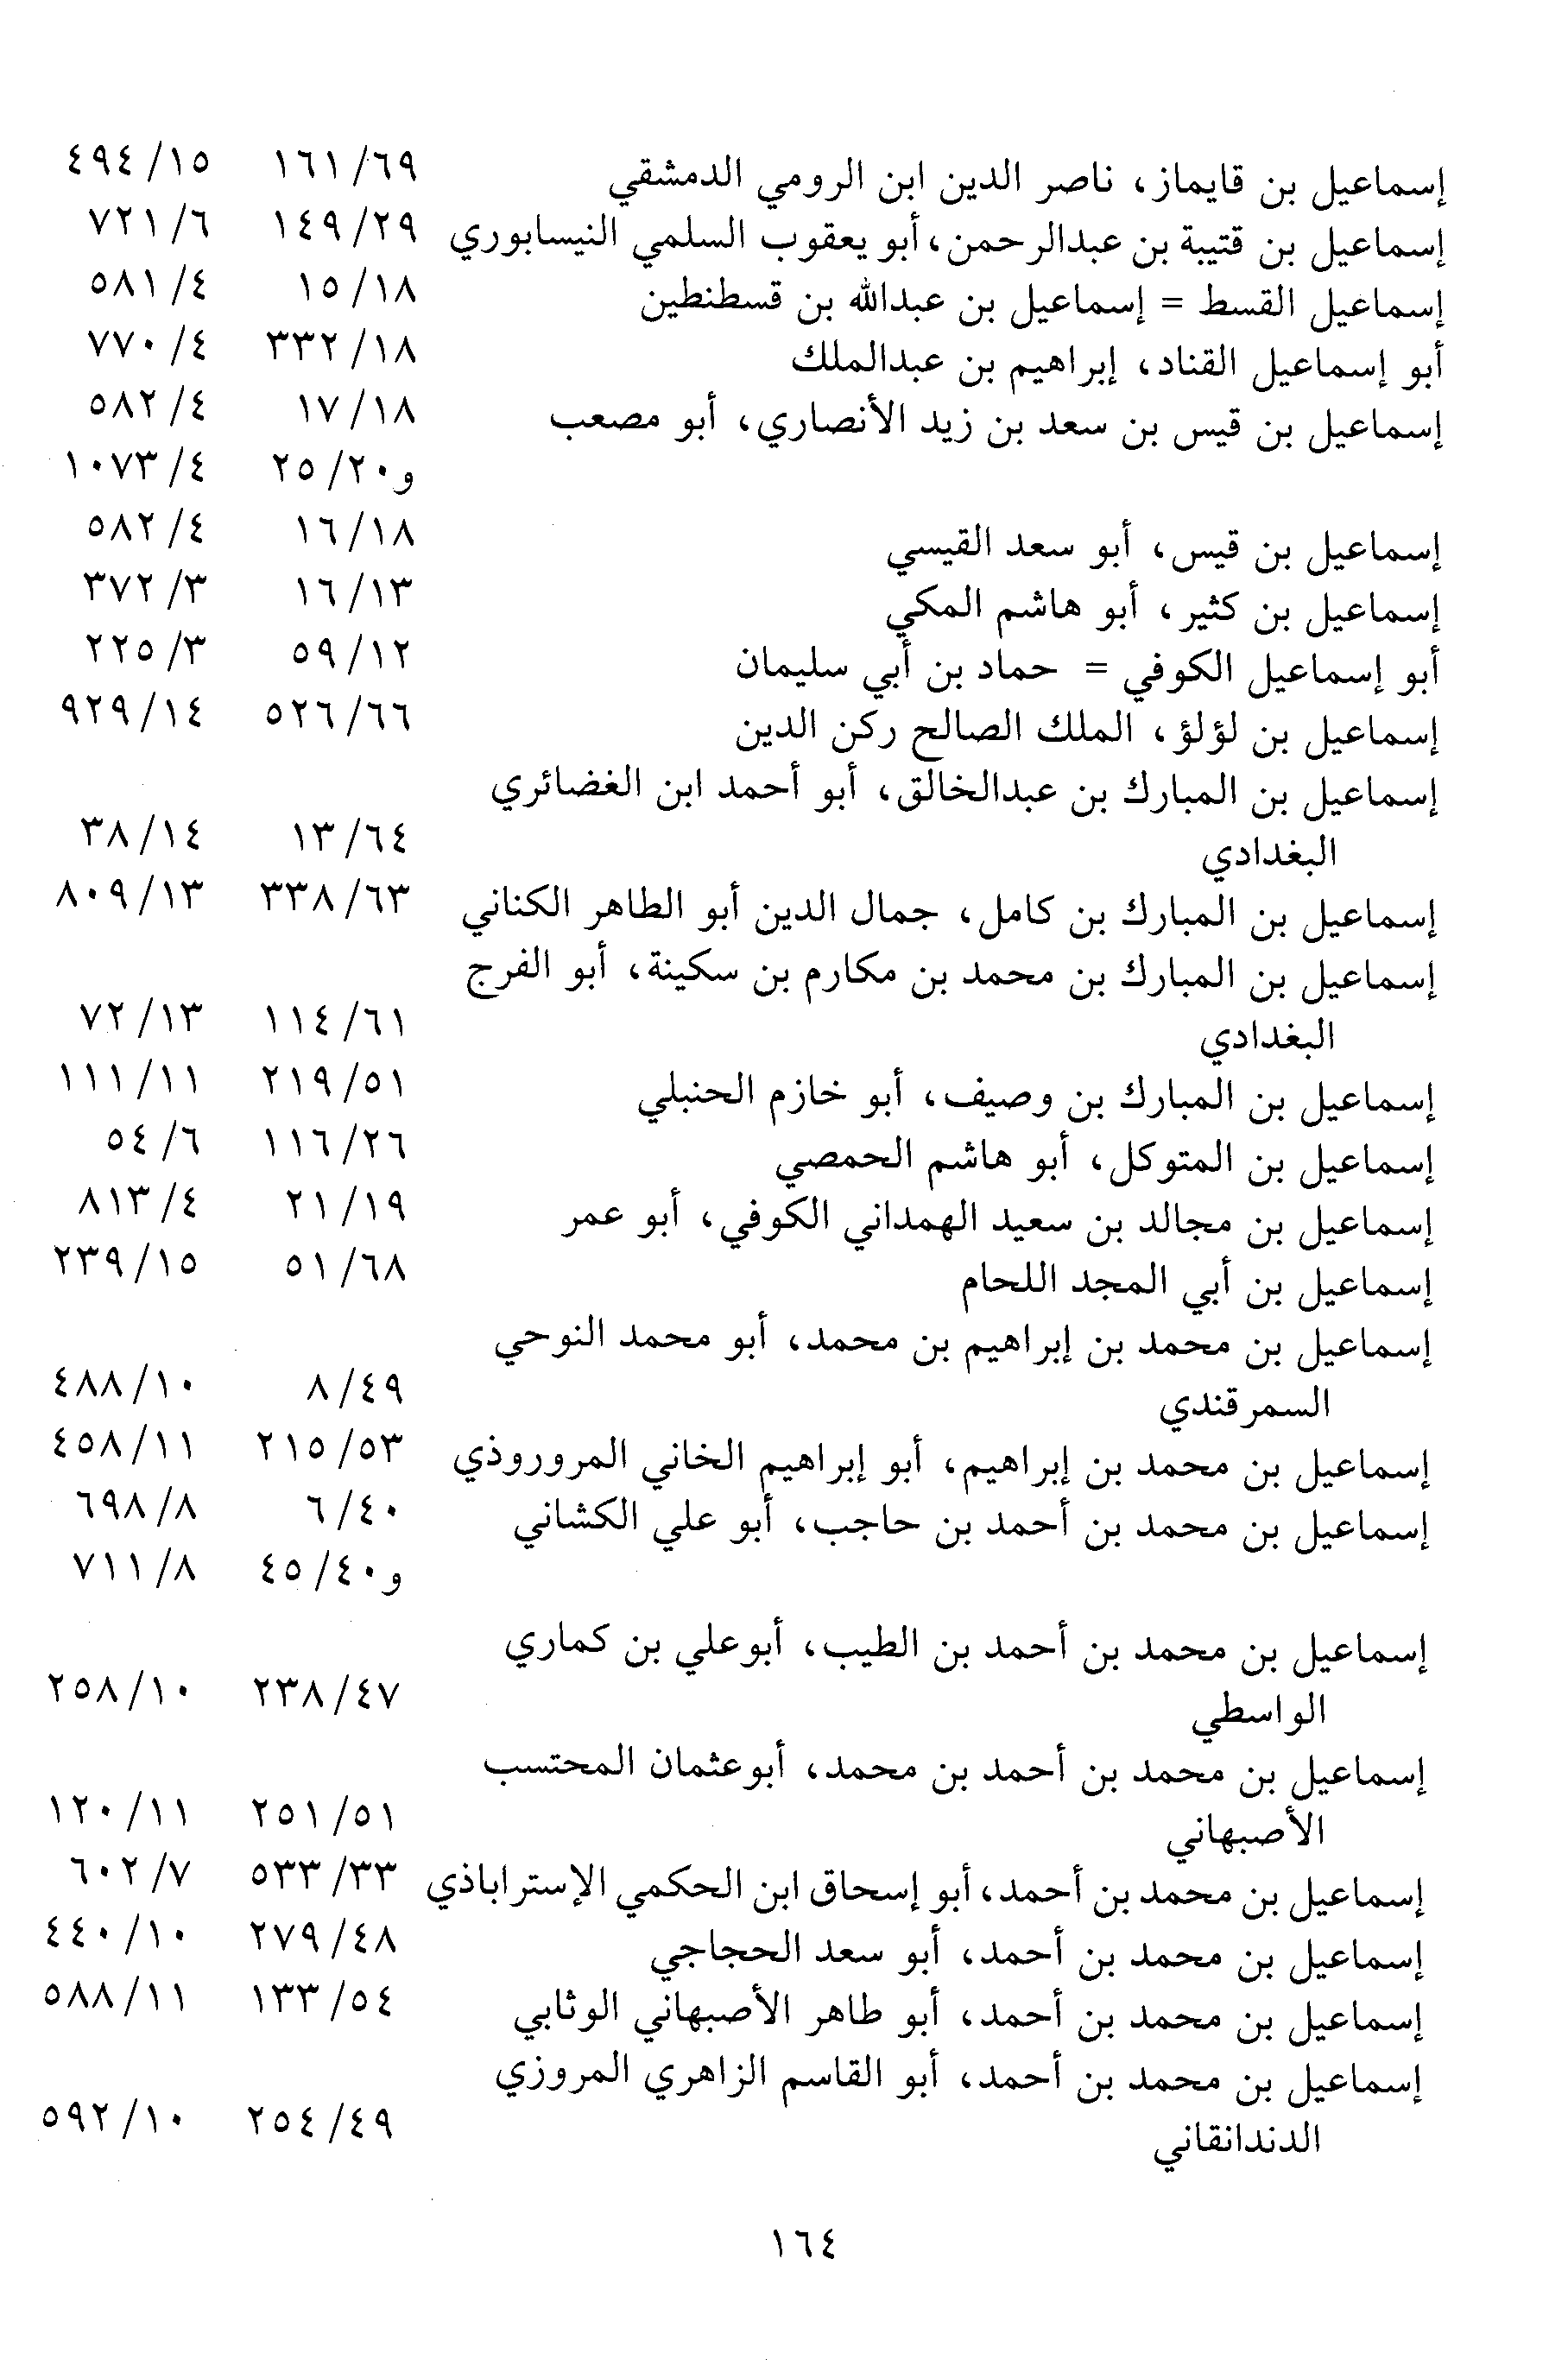 إسماعيل بن قايماز، ناصر الدين ابن الرومي الدمشقي ٦٩/ ١٦١ ١٥/ ٤٩٤
إسماعيل بن قتيبة بن عبدالرحمن، أبو يعقوب السلمي النيسابوري ٢٩/ ١٤٩ ٦/ ٧٢١
إسماعيل القسط = إسماعيل بن عبدالله بن قسطنطين ١٨/ ١٥ ٤/ ٥٨١
أبو إسماعيل القناد، إبراهيم بن عبدالملك ١٨/ ٣٣٢ ٤/ ٧٧٠
إسماعيل بن قيس بن سعد بن زيد الأنصاري، أبو مصعب ١٨/ ١٧ ٤/ ٥٨٢
و٢٠/ ٢٥ ٤/ ١٠٧٣
إسماعيل بن قيس، أبو سعد القيسي ١٨/ ١٦ ٤/ ٥٨٢
إسماعيل بن كثير، أبو هاشم المكي ١٣/ ١٦ ٣/ ٣٧٢
أبو إسماعيل الكوفي = حماد بن أبي سليمان ١٢/ ٥٩ ٣/ ٢٢٥
إسماعيل بن لؤلؤ، الملك الصالح ركن الدين ٦٦/ ٥٢٦ ١٤/ ٩٢٩
إسماعيل بن المبارك بن عبدالخالق، أبو أحمد ابن الغضائري
البغدادي ٦٤/ ١٣ ١٤/ ٣٨
إسماعيل بن المبارك بن كامل، جمال الدين أبو الطاهر الكناني ٦٣/ ٣٣٨ ١٣/ ٨٠٩
إسماعيل بن المبارك بن محمد بن مكارم بن سكينة، أبو الفرج
البغدادي ٦١/ ١١٤ ١٣/ ٧٢
إسماعيل بن المبارك بن وصيف، أبو خازم الحنبلي ٥١/ ٢١٩ ١١/ ١١١
إسماعيل بن المتوكل، أبو هاشم الحمصي ٢٦/ ١١٦ ٦/ ٥٤
إسماعيل بن مجالد بن سعيد الهمداني الكوفي، أبو عمر ١٩/ ٢١ ٤/ ٨١٣
إسماعيل بن أبي المجد اللحام ٦٨/ ٥١ ١٥/ ٢٣٩
إسماعيل بن محمد بن إبراهيم بن محمد، أبو محمد النوحي
السمرقندي ٤٩/ ٨ ١٠/ ٤٨٨
إسماعيل بن محمد بن إبراهيم، أبو إبراهيم الخاني المروروذي ٥٣/ ٢١٥ ١١/ ٤٥٨
إسماعيل بن محمد بن أحمد بن حاجب، أبو علي الكشاني ٤٠/ ٦ ٨/ ٦٩٨
و٤٠/ ٤٥ ٨/ ٧١١
إسماعيل بن محمد بن أحمد بن الطيب، أبوعلي بن كماري
الواسطي ٤٧/ ٢٣٨ ١٠/ ٢٥٨
إسماعيل بن محمد بن أحمد بن محمد، أبوعثمان المحتسب
الأصبهاني ٥١/ ٢٥١ ١١/ ١٢٠
إسماعيل بن محمد بن أحمد، أبو إسحاق ابن الحكمي الإستراباذي ٣٣/ ٥٣٣ ٧/ ٦٠٢
إسماعيل بن محمد بن أحمد، أبو سعد الحجاجي ٤٨/ ٢٧٩ ١٠/ ٤٤٠
إسماعيل بن محمد بن أحمد، أبو طاهر الأصبهاني الوثابي ٥٤/ ١٣٣ ١١/ ٥٨٨
إسماعيل بن محمد بن أحمد، أبو القاسم الزاهري المروزي
الدندانقاني ٤٩/ ٢٥٤ ١٠/ ٥٩٢
١٦٤